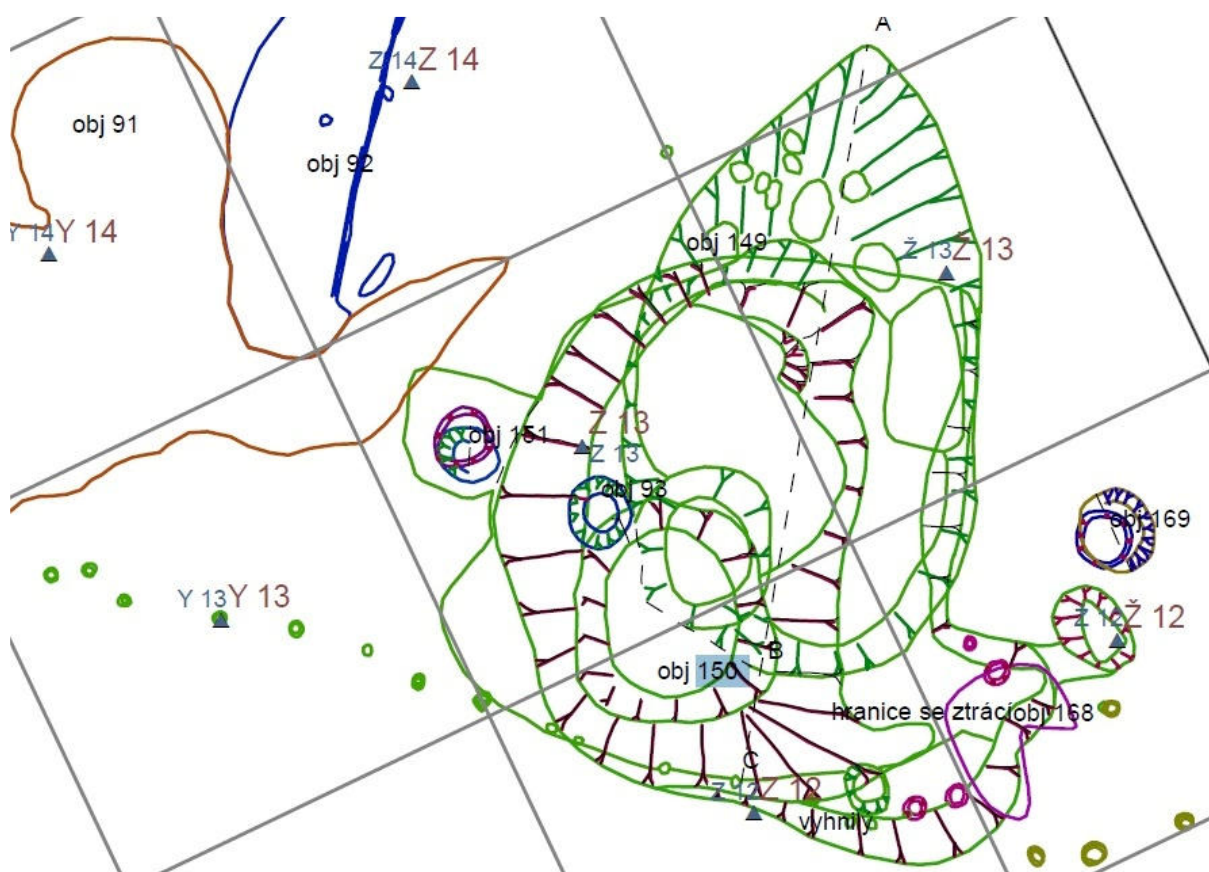 A
Z 14 Z 14
obj 91
obj 92
Y 14 Y 14
obj 149
Ž 13 Ž 13
Z 13
obj 151
Z 13
obj 93
obj 169
Y 13 Y 13
Z 12 Ž 12
B
obj 150
hranice se ztrácí obj 168
C
Z 12 Z 12
vyhnilý